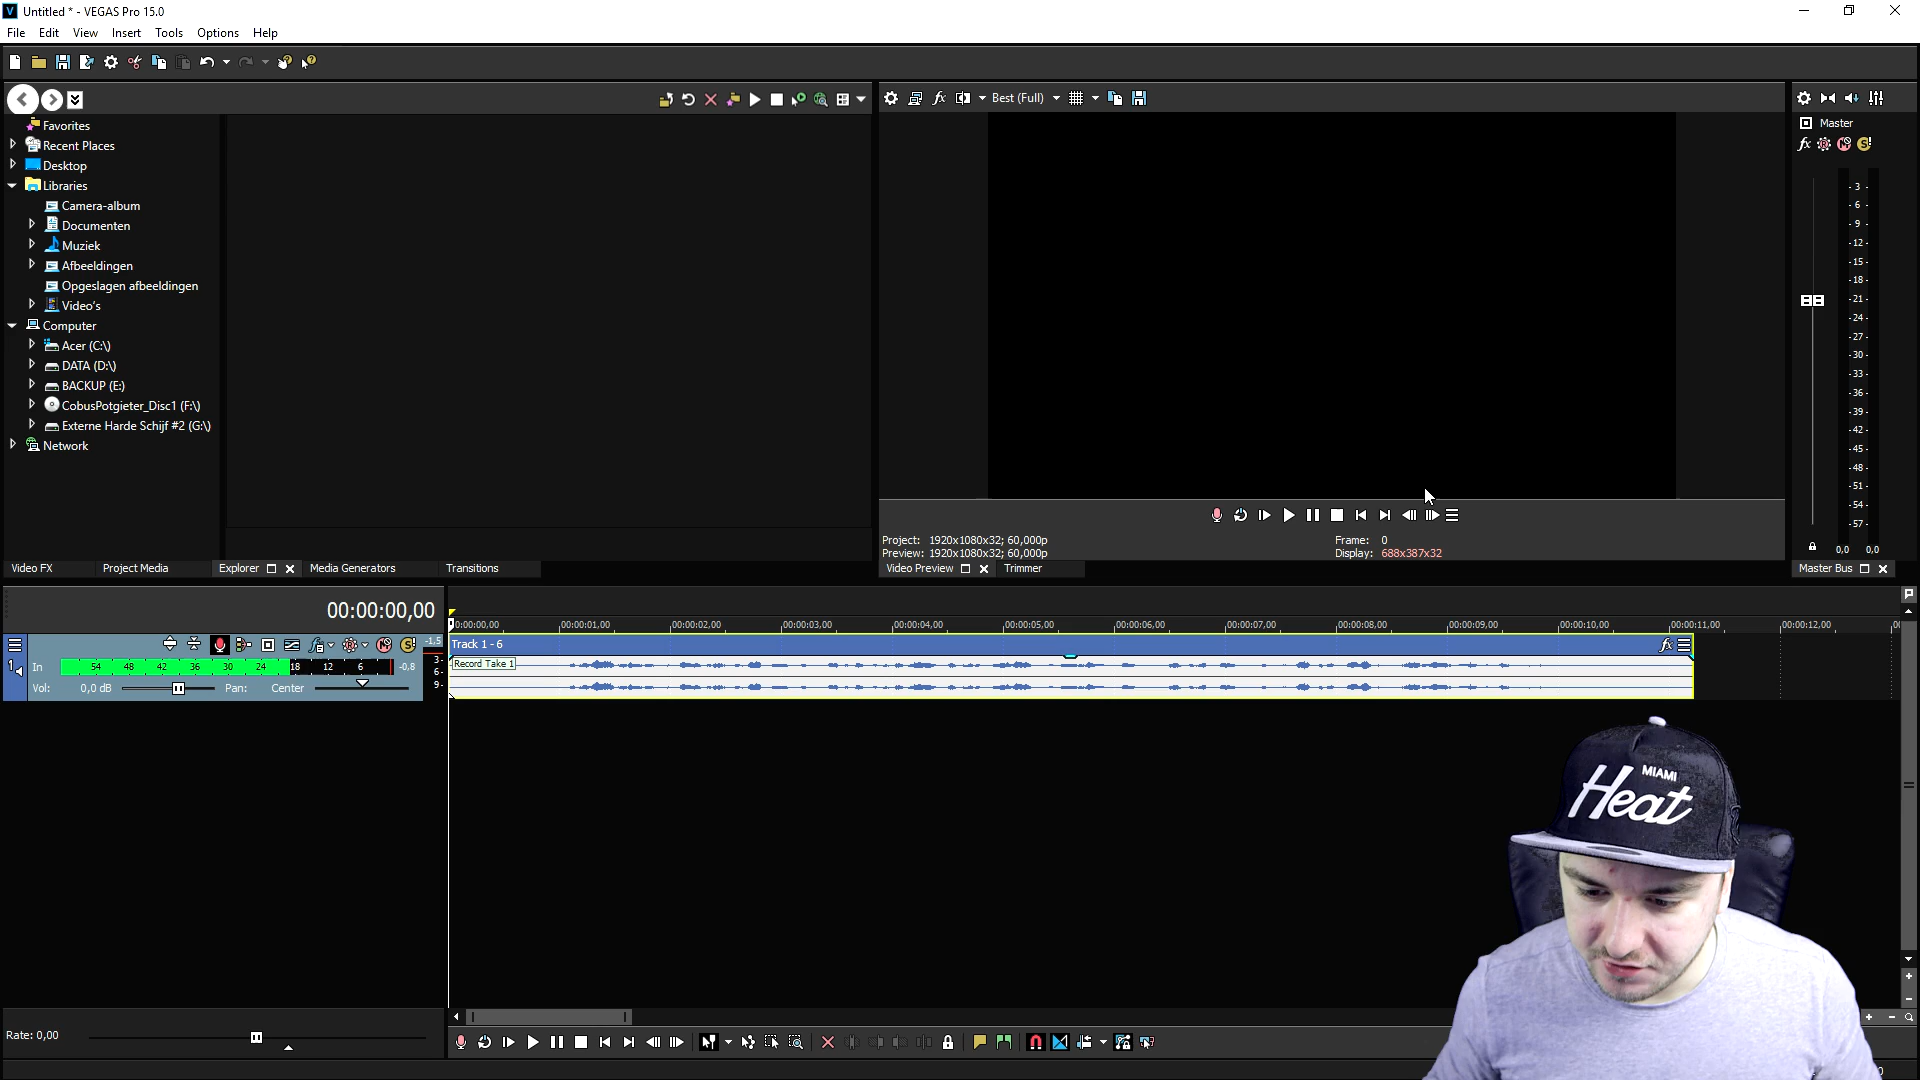 Untitled * - VEGAS Pro 15.0
File Edit View Insert Tools Options Help
Best (Full)
Favorites
Recent Places
Desktop
Libraries
Camera-album
Documenten
Muziek
Afbeeldingen
Opgeslagen afbeeldingen
Video's
Computer
Acer (C:\)
DATA (D:\)
BACKUP (E:)
CobusPotgieter_Disc1 (F:\)
Externe Harde Schijf #2 (G:\)
Network
Master
fx
- 3 -
- 6 -
- 9 -
-12-
-15-
-18-
-21-
-24-
-27-
-30-
-33-
-36-
-39-
-42-
-45-
-48-
-51-
-54-
-57-
0,0 0,0
Project: 1920x1080x32; 60,000p Frame: 0
Preview: 1920x1080x32; 60,000p Display: 688x387x32
Video FX Project Media Explorer Media Generators Transitions
Video Preview Trimmer Master Bus
00:00:00,00
00:00:00,00 00:00:01,00 00:00:02,00 00:00:03,00 00:00:04,00 00:00:05,00 00:00:06,00 00:00:07,00 00:00:08,00 00:00:09,00 00:00:10,00 00:00:11,00 00:00:12,00
Track 1 - 6 fx
1
In 54 48 42 36 30 24 18 12 6 -0,8
-1,5
3-
6-
9-
Record Take 1
Vol: 0,0 dB Pan: Center
MIAMI
Heat
Rate: 0,00